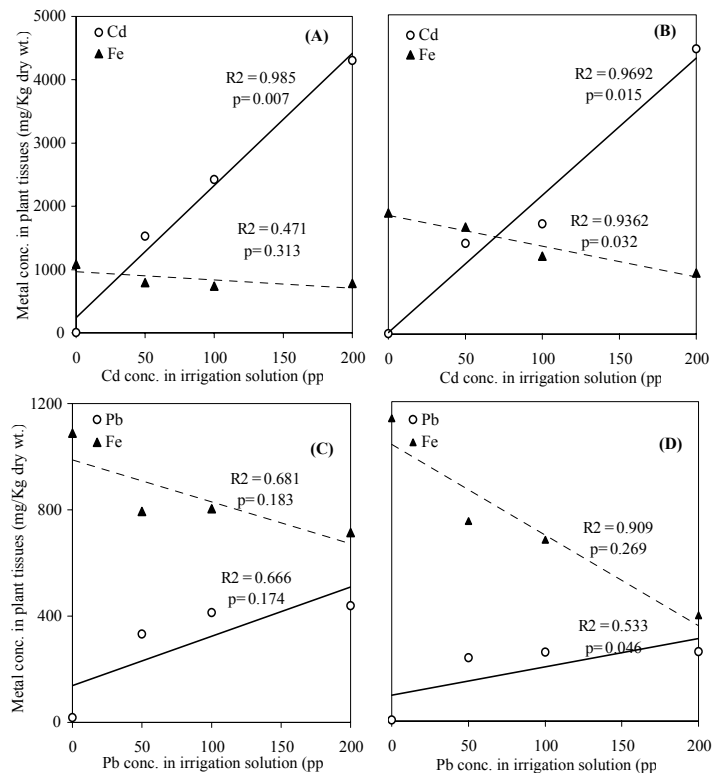 Metal conc. in plant tissues (mg/Kg dry wt.)
5000
4000
3000
2000
1000
0
Cd
Fe
(A)
R2 = 0.985
p=0.007
R2 = 0.471
p=0.313
0 50 100 150 200
Cd conc. in irrigation solution (pp
Cd
Fe
(B)
R2 = 0.9692
p=0.015
R2 = 0.9362
p=0.032
0 50 100 150 200
Cd conc. in irrigation solution (pp
Metal conc. in plant tissues (mg/Kg dry wt.)
1200
800
400
0
Pb
Fe
(C)
R2 = 0.681
p=0.183
R2 = 0.666
p=0.174
0 50 100 150 200
Pb conc. in irrigation solution (pp
Pb
Fe
(D)
R2 = 0.909
p=0.269
R2 = 0.533
p=0.046
0 50 100 150 200
Pb conc. in irrigation solution (pp